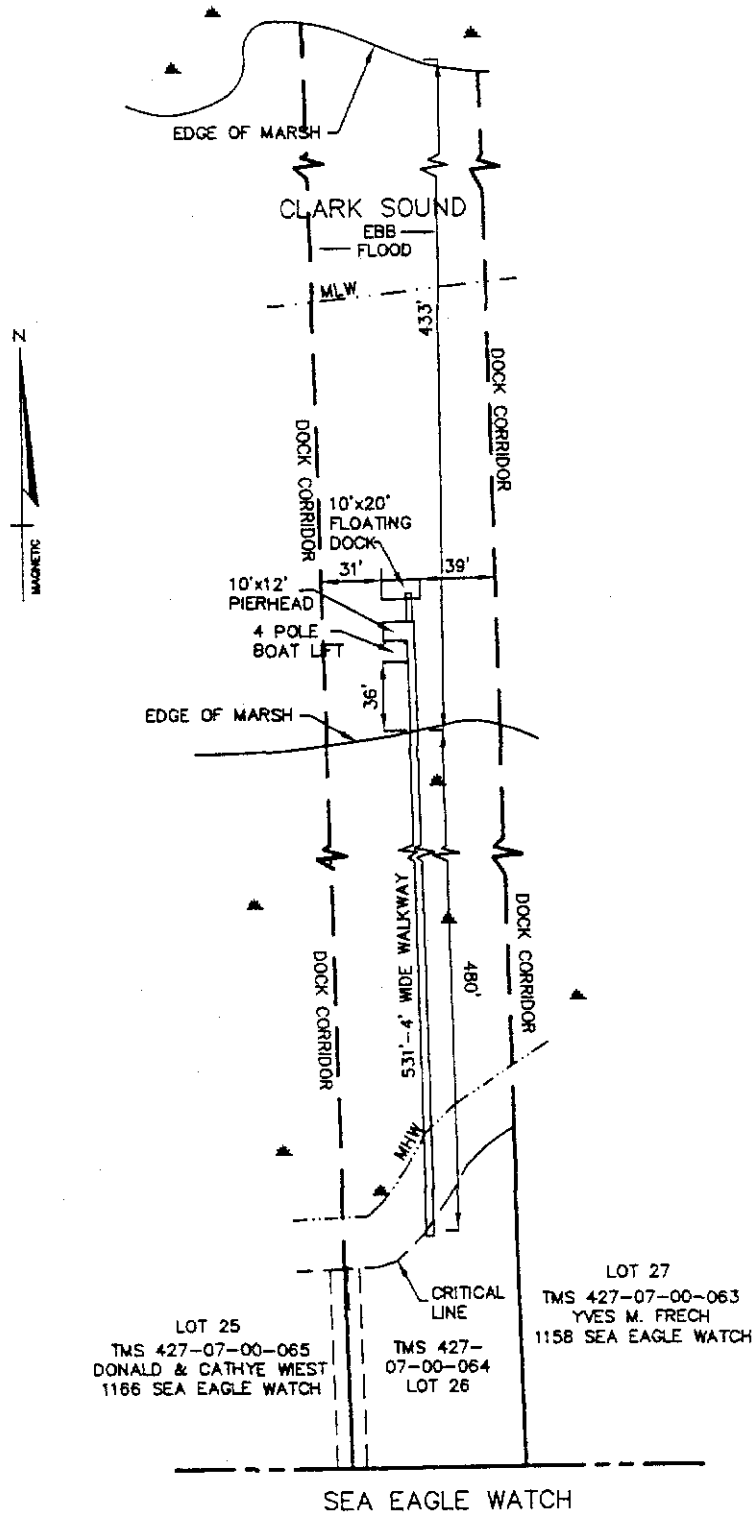 EDGE OF MARSH
CLARK SOUND
EBB
FLOOD
MLW
433'
N
MAGNETIC
DOCK CORRIDOR
DOCK CORRIDOR
10'x20'
FLOATING
DOCK
31'
39'
10'x12'
PIERHEAD
4 POLE
BOAT LIFT
36'
EDGE OF MARSH
531'-4' WIDE WALKWAY
480'
DOCK CORRIDOR
DOCK CORRIDOR
MHW
CRITICAL
LINE
LOT 25
TMS 427-07-00-065
DONALD & CATHYE WIEST
1166 SEA EAGLE WATCH
TMS 427-
07-00-064
LOT 26
LOT 27
TMS 427-07-00-063
YVES M. FRECH
1158 SEA EAGLE WATCH
SEA EAGLE WATCH